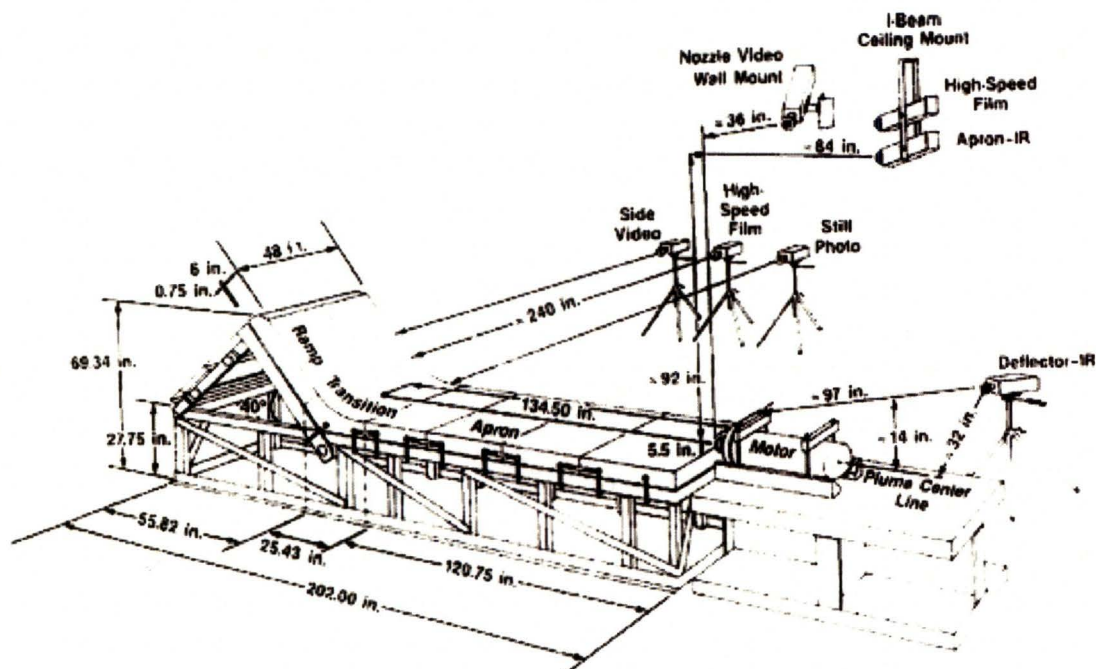 I-Beam
Ceiling Mount
Nozzle Video
Wall Mount
High-Speed
Film
Apron-IR
≈ 36 in.
≈ 84 in.
Side
Video
High-
Speed
Film
Still
Photo
48 in.
6 in.
0.75 in.
≈ 240 in.
69.34 in.
Ramp
Transition
≈ 92 in.
Deflector-IR
≈ 97 in.
134.50 in.
40°
27.75 in.
Apron
5.5 in.
Motor
≈ 14 in.
≈ 32 in.
Plume Center
Line
55.82 in.
25.43 in.
120.75 in.
202.00 in.